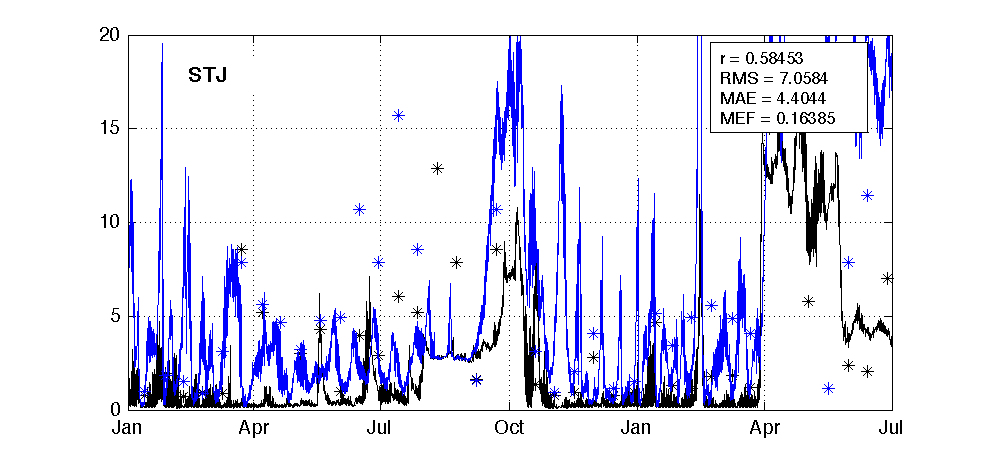 20
STJ
r = 0.58453
RMS = 7.0584
MAE = 4.4044
MEF = 0.16385
15
10
5
0
Jan Apr Jul Oct Jan Apr Jul